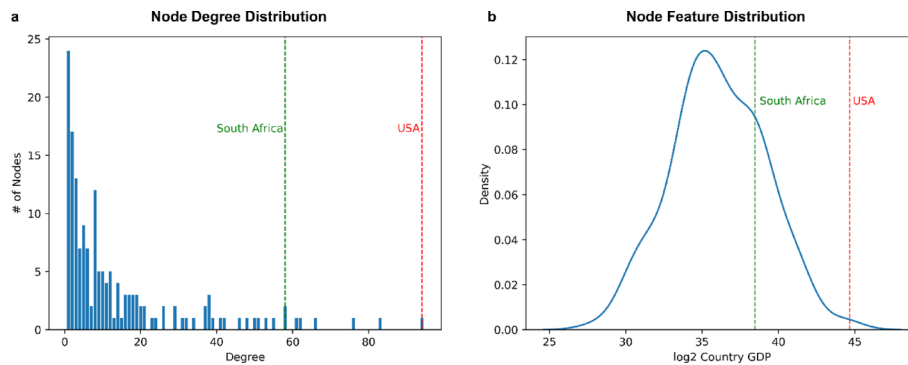 a
Node Degree Distribution
25
20
15
10
5
0
# of Nodes
South Africa
USA
0 20 40 60 80
Degree
b
Node Feature Distribution
0.12
0.10
0.08
0.06
0.04
0.02
0.00
Density
South Africa
USA
25 30 35 40 45
log2 Country GDP